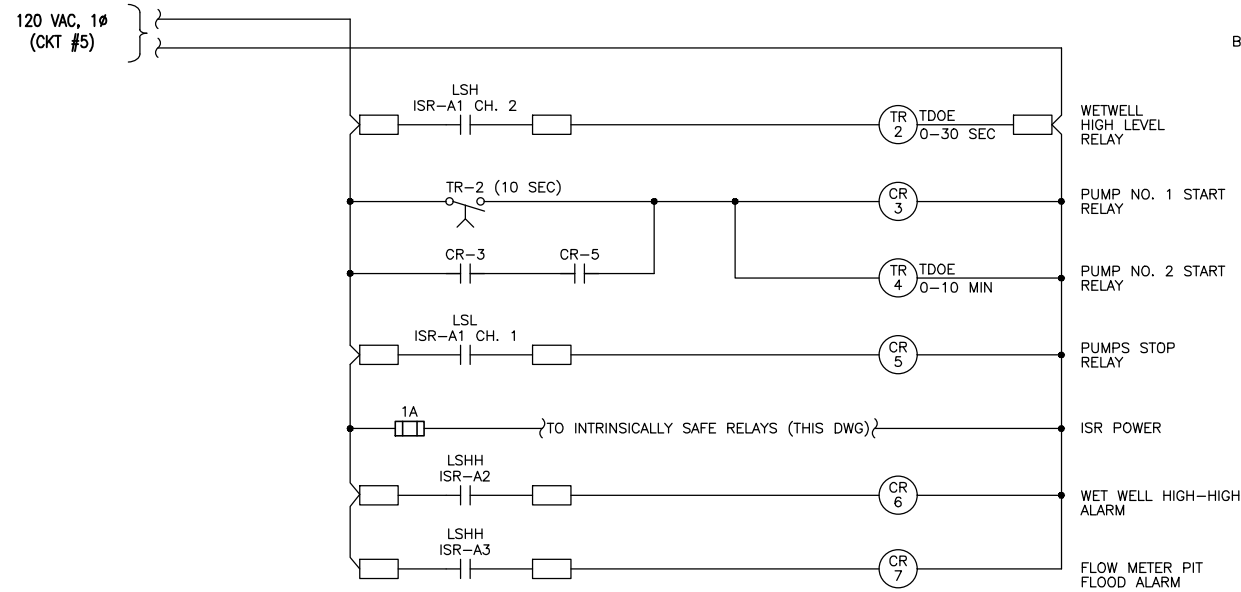 120 VAC, 1ø
(CKT #5)
B
LSH
ISR-A1 CH. 2
TR
2
TDOE
0-30 SEC
WETWELL
HIGH LEVEL
RELAY
TR-2 (10 SEC)
CR
3
PUMP NO. 1 START
RELAY
CR-3
CR-5
TR
4
TDOE
0-10 MIN
PUMP NO. 2 START
RELAY
LSL
ISR-A1 CH. 1
CR
5
PUMPS STOP
RELAY
1A
TO INTRINSICALLY SAFE RELAYS (THIS DWG)
ISR POWER
LSHH
ISR-A2
CR
6
WET WELL HIGH-HIGH
ALARM
LSHH
ISR-A3
CR
7
FLOW METER PIT
FLOOD ALARM